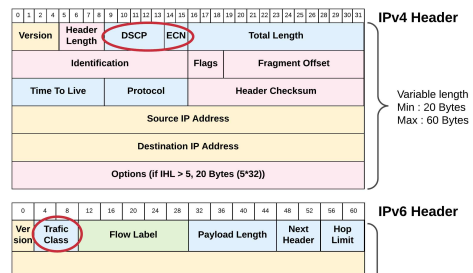 IPv4 Header
0 1 2 3 4 5 6 7 8 9 10 11 12 13 14 15 16 17 18 19 20 21 22 23 24 25 26 27 28 29 30 31
Version Header Length DSCP ECN Total Length
Identification Flags Fragment Offset
Time To Live Protocol Header Checksum
Source IP Address
Destination IP Address
Options (if IHL > 5, 20 Bytes (5*32))
Variable length
Min : 20 Bytes
Max : 60 Bytes
IPv6 Header
0 4 8 12 16 20 24 28 32 36 40 44 48 52 56 60
Ver sion Trafic Class Flow Label Payload Length Next Header Hop Limit